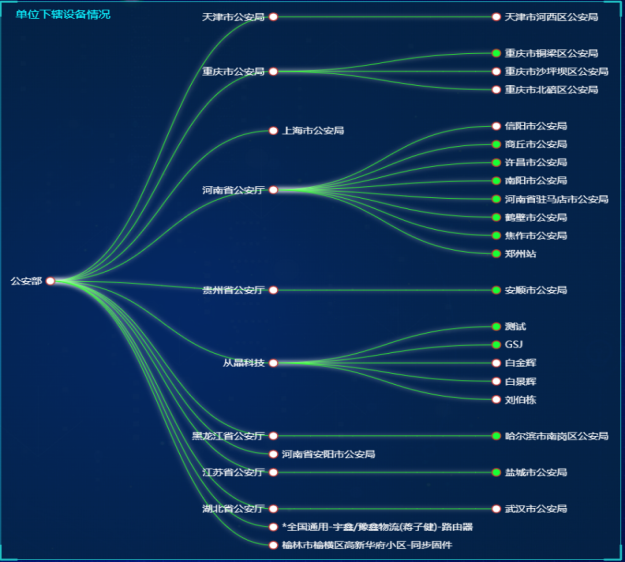 单位下辖设备情况
天津市公安局
天津市河西区公安局
重庆市铜梁区公安局
重庆市公安局
重庆市沙坪坝区公安局
重庆市北碚区公安局
信阳市公安局
上海市公安局
商丘市公安局
许昌市公安局
南阳市公安局
河南省公安厅
河南省驻马店市公安局
鹤壁市公安局
焦作市公安局
郑州站
公安部
贵州省公安厅
安顺市公安局
测试
GSJ
从晶科技
白金辉
白景辉
刘伯栋
黑龙江省公安厅
哈尔滨市南岗区公安局
河南省安阳市公安局
江苏省公安厅
盐城市公安局
湖北省公安厅
武汉市公安局
*全国通用-宇鑫/豫鑫物流(蒋子健)-路由器
榆林市榆横区高新华府小区-同步固件